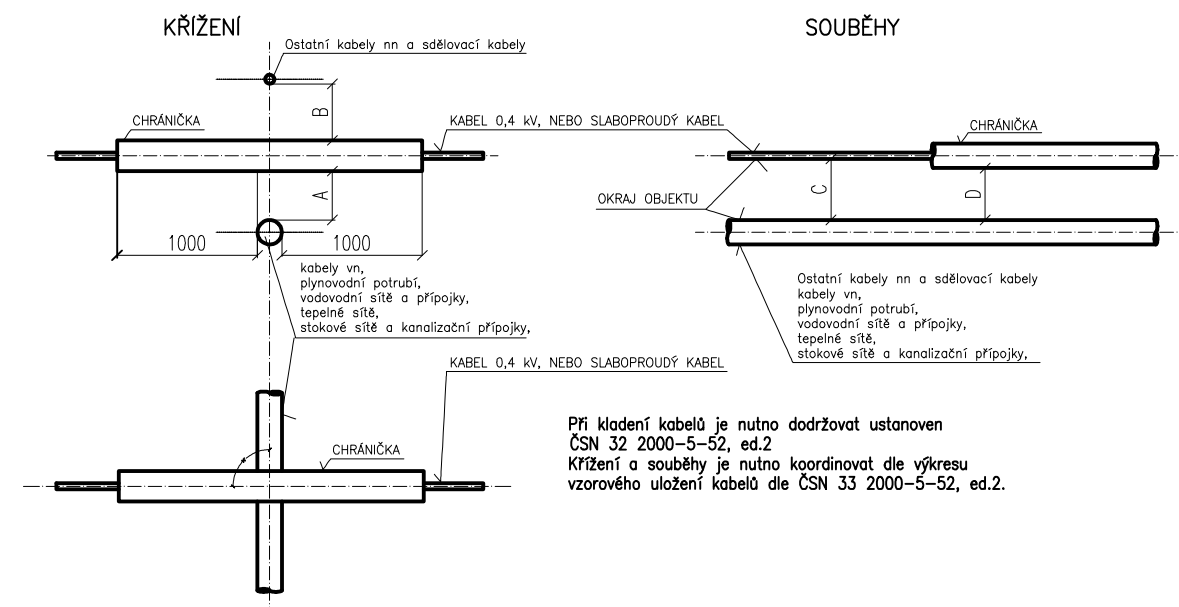 KŘÍŽENÍ
Ostatní kabely nn a sdělovací kabely
B
CHRÁNIČKA
KABEL 0,4 kV, NEBO SLABOPROUDÝ KABEL
A
1000
1000
kabely vn,
plynovodní potrubí,
vodovodní sítě a přípojky,
tepelné sítě,
stokové sítě a kanalizační přípojky,
KABEL 0,4 kV, NEBO SLABOPROUDÝ KABEL
CHRÁNIČKA
SOUBĚHY
CHRÁNIČKA
C
D
OKRAJ OBJEKTU
Ostatní kabely nn a sdělovací kabely
kabely vn,
plynovodní potrubí,
vodovodní sítě a přípojky,
tepelné sítě,
stokové sítě a kanalizační přípojky,
Při kladení kabelů je nutno dodržovat ustanoven
ČSN 32 2000-5-52, ed.2
Křížení a souběhy je nutno koordinovat dle výkresu
vzorového uložení kabelů dle ČSN 33 2000-5-52, ed.2.